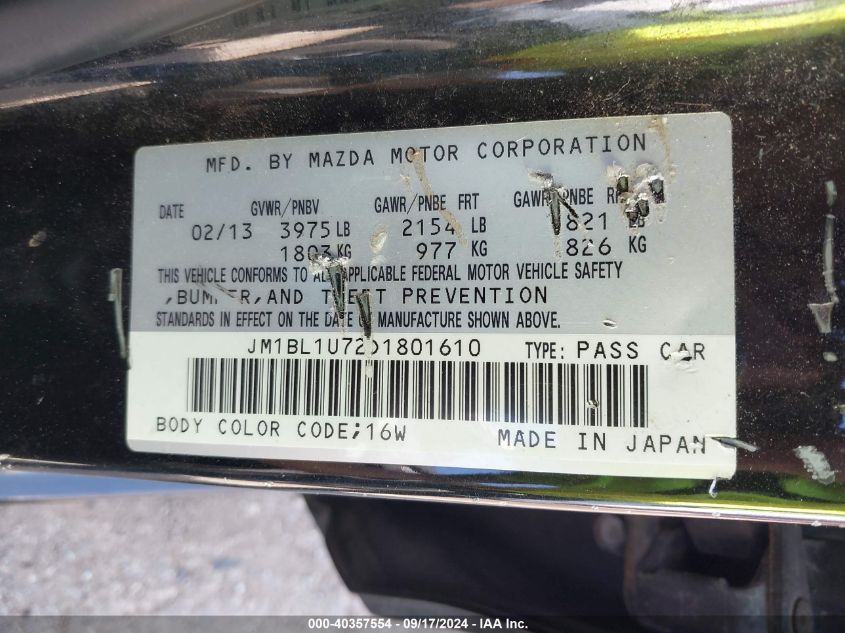 MFD. BY MAZDA MOTOR CORPORATION
DATE GVWR/PNBV GAWR/PNBE FRT GAWR/PNBE
02/13 3975 LB 2154 LB
1803 KG 977 KG 826 KG
THIS VEHICLE CONFORMS TO ALL APPLICABLE FEDERAL MOTOR VEHICLE SAFETY
,BUMPER,AND THEFT PREVENTION
STANDARDS IN EFFECT ON THE DATE OF MANUFACTURE SHOWN ABOVE.
JM1BL1U72D1801610 TYPE: PASS CAR
BODY COLOR CODE;16W MADE IN JAPAN
000-40357554 - 09/17/2024 - IAA, Inc.